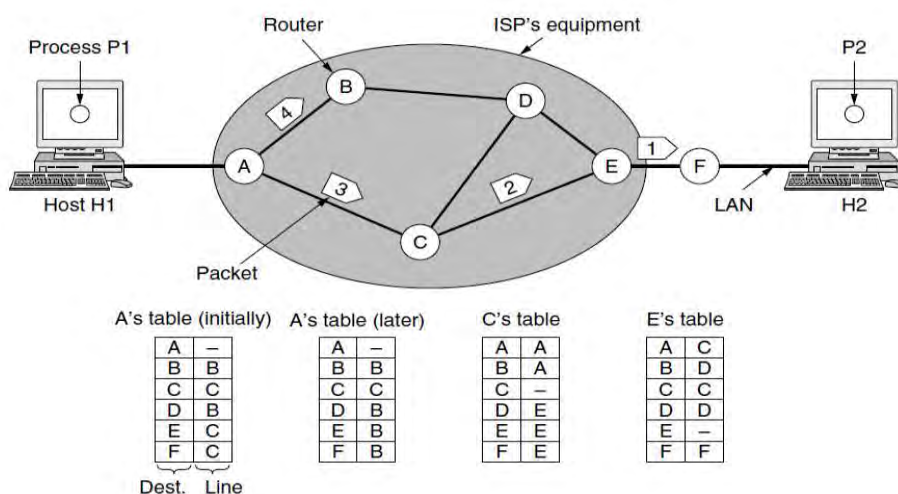 Process P1
Router
ISP's equipment
P2
B
D
4
A
1
E
F
3
2
C
Host H1
LAN
H2
Packet
A's table (initially)
A –
B B
C C
D B
E C
F C
Dest. Line
A's table (later)
A –
B B
C C
D B
E B
F B
C's table
A A
B A
C –
D E
E E
F E
E's table
A C
B D
C C
D D
E –
F F